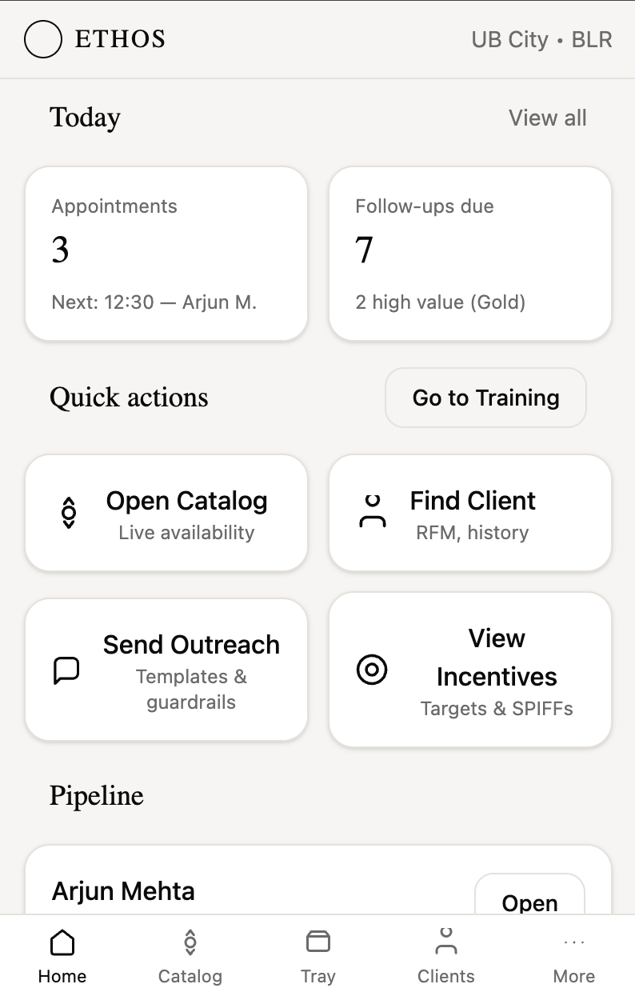 ETHOS
UB City • BLR
Today
View all
Appointments
3
Next: 12:30 — Arjun M.
Follow-ups due
7
2 high value (Gold)
Quick actions
Go to Training
Open Catalog
Live availability
Find Client
RFM, history
Send Outreach
Templates &
guardrails
View
Incentives
Targets & SPIFFs
Pipeline
Arjun Mehta
Open
Home
Catalog
Tray
Clients
More